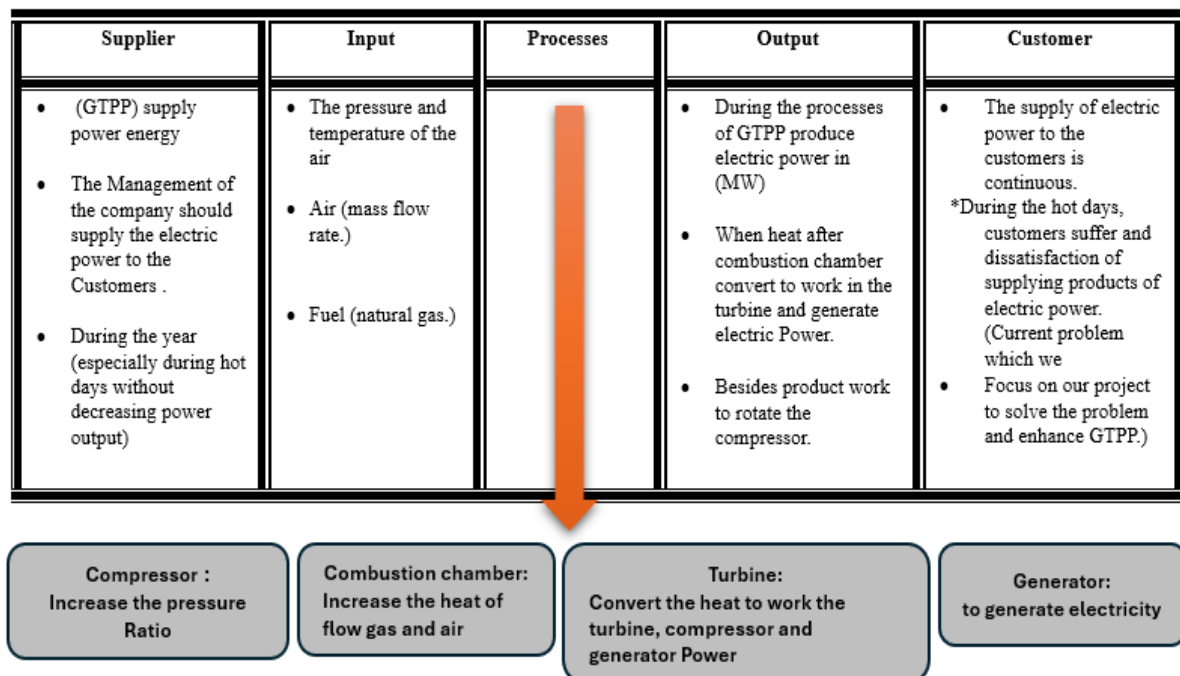 Supplier
Input
Processes
Output
Customer
• (GTPP) supply
power energy
• The Management of
the company should
supply the electric
power to the
Customers .
• During the year
(especially during hot
days without
decreasing power
output)
• The pressure and
temperature of the
air
• Air (mass flow
rate.)
• Fuel (natural gas.)
• During the processes
of GTPP produce
electric power in
(MW)
• When heat after
combustion chamber
convert to work in the
turbine and generate
electric Power.
• Besides product work
to rotate the
compressor.
• The supply of electric
power to the
customers is
continuous.
*During the hot days,
customers suffer and
dissatisfaction of
supplying products of
electric power.
(Current problem
which we
• Focus on our project
to solve the problem
and enhance GTPP.)
Compressor :
Increase the pressure
Ratio
Combustion chamber:
Increase the heat of
flow gas and air
Turbine:
Convert the heat to work the
turbine, compressor and
generator Power
Generator:
to generate electricity